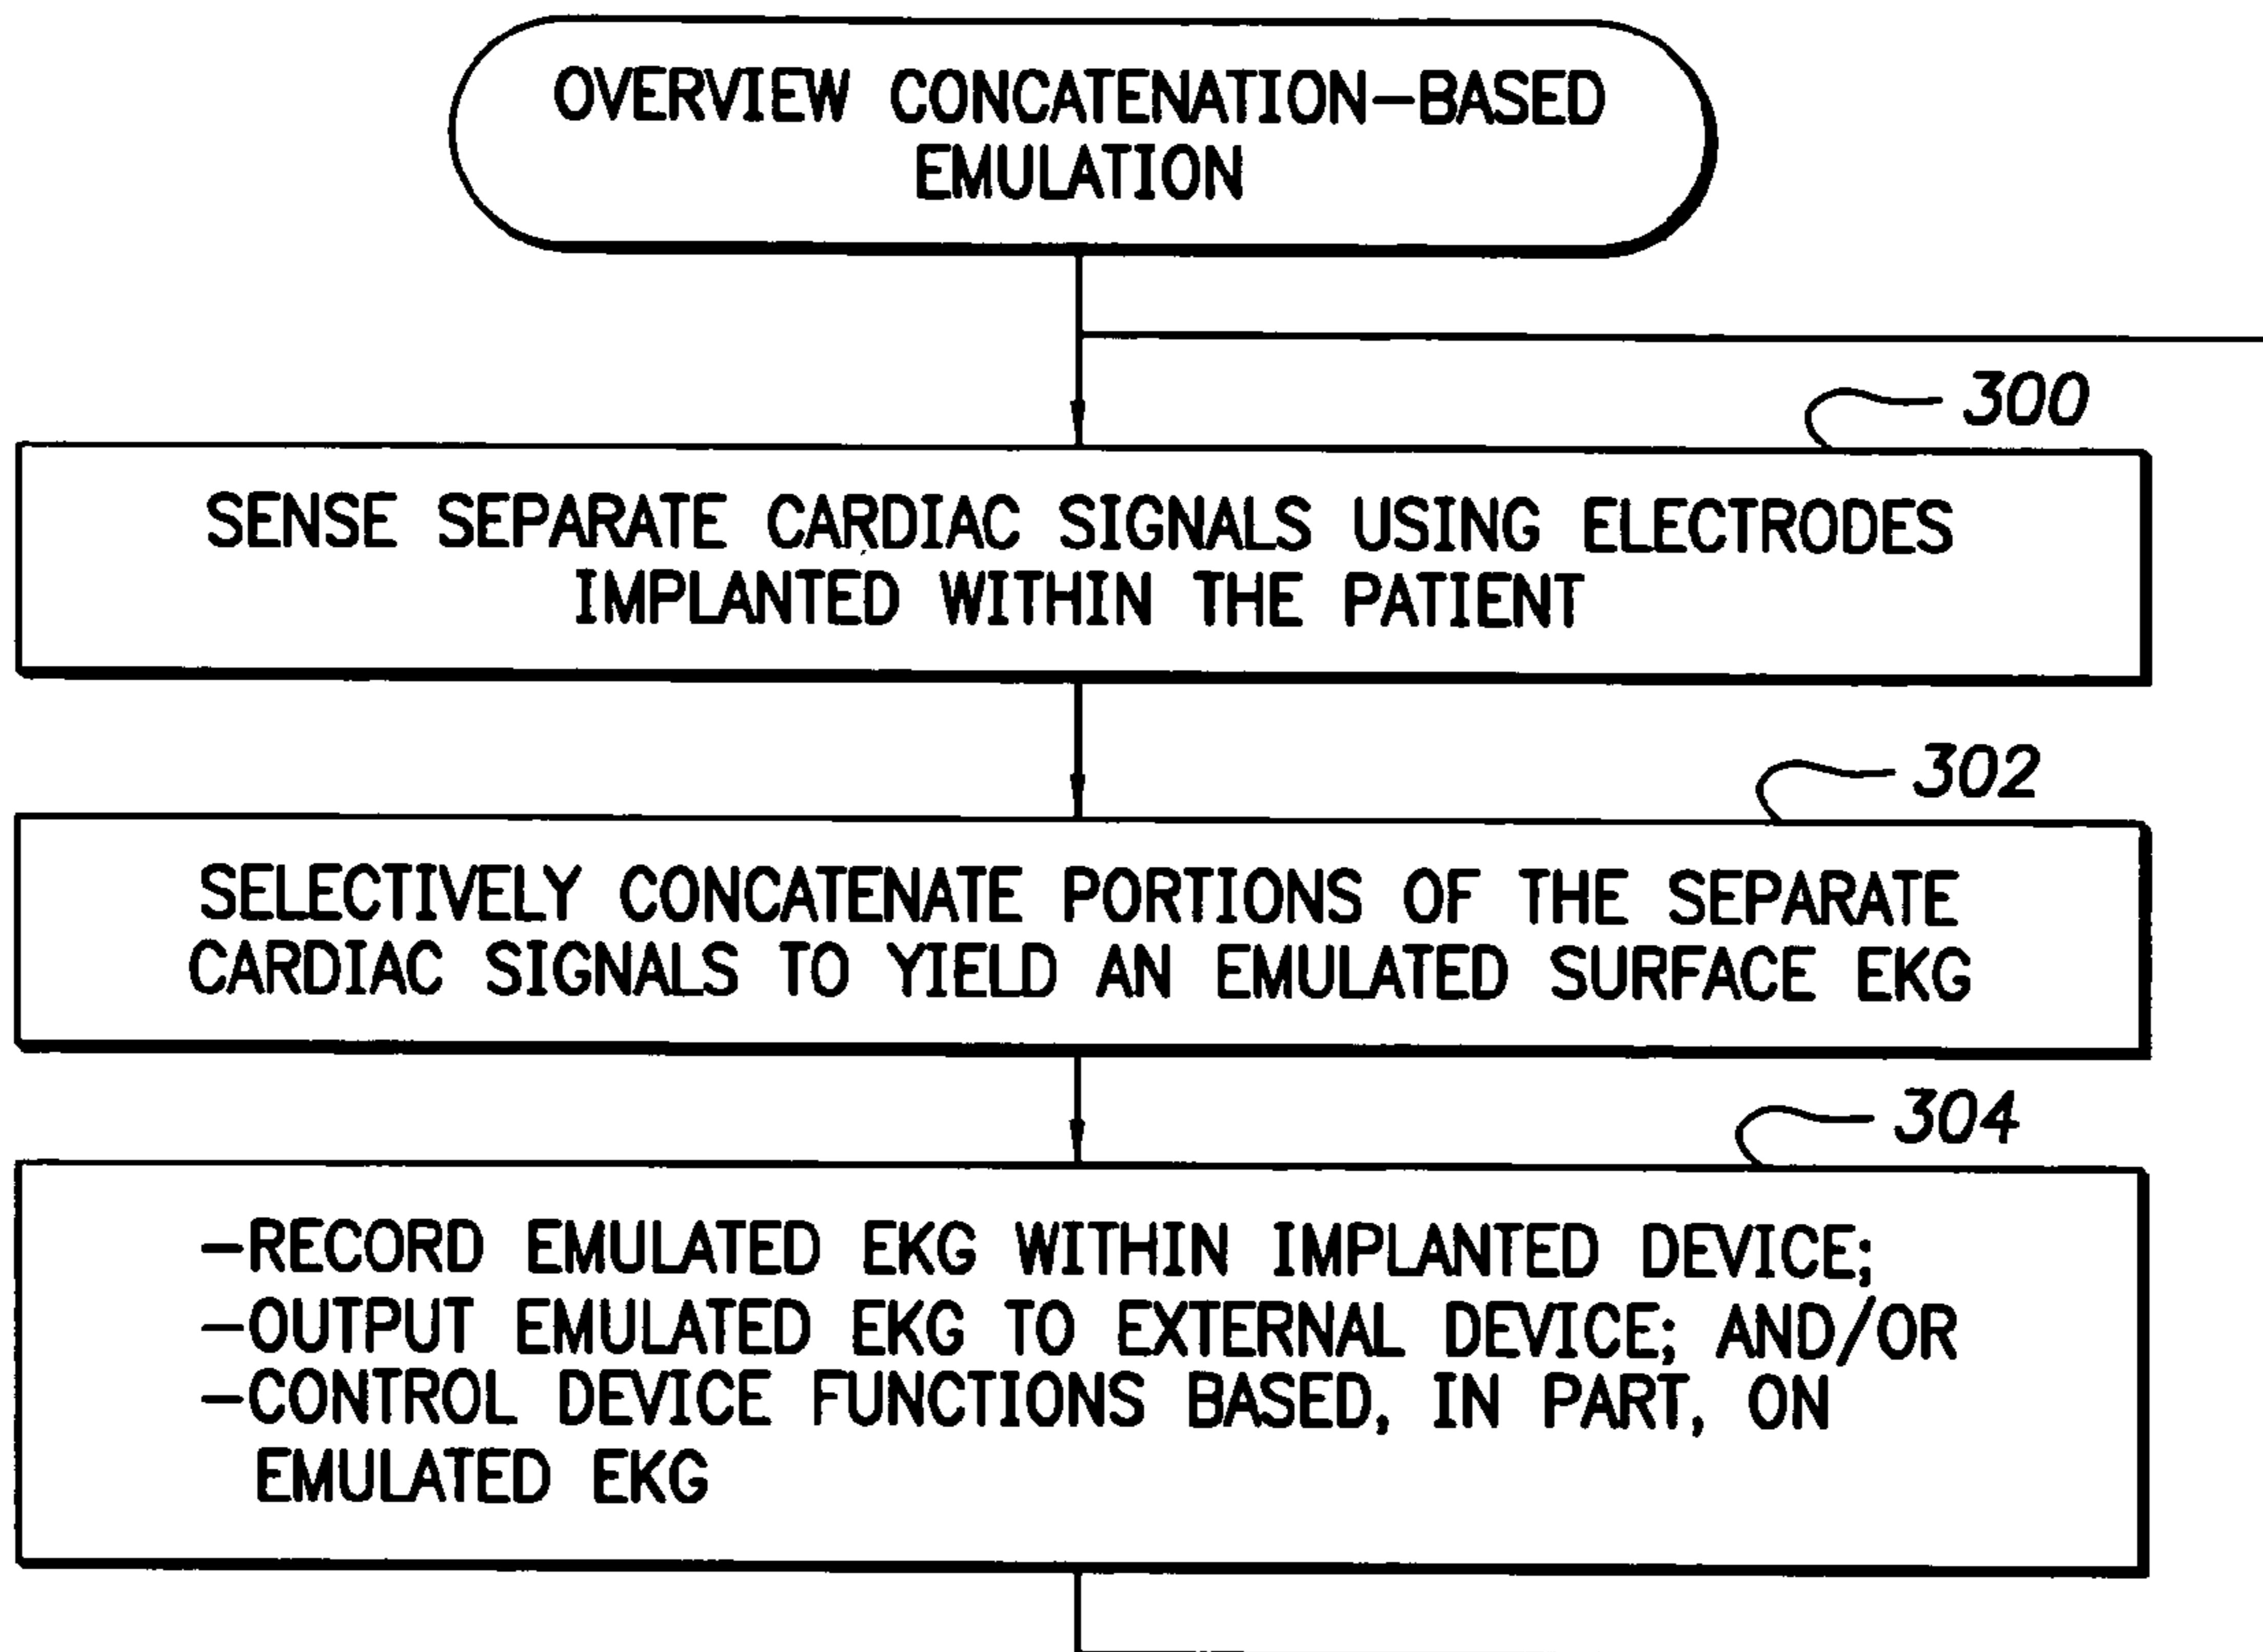 OVERVIEW CONCATENATION-BASED
EMULATION
300
SENSE SEPARATE CARDIAC SIGNALS USING ELECTRODES
IMPLANTED WITHIN THE PATIENT
302
SELECTIVELY CONCATENATE PORTIONS OF THE SEPARATE
CARDIAC SIGNALS TO YIELD AN EMULATED SURFACE EKG
304
-RECORD EMULATED EKG WITHIN IMPLANTED DEVICE;
-OUTPUT EMULATED EKG TO EXTERNAL DEVICE; AND/OR
-CONTROL DEVICE FUNCTIONS BASED, IN PART, ON
EMULATED EKG